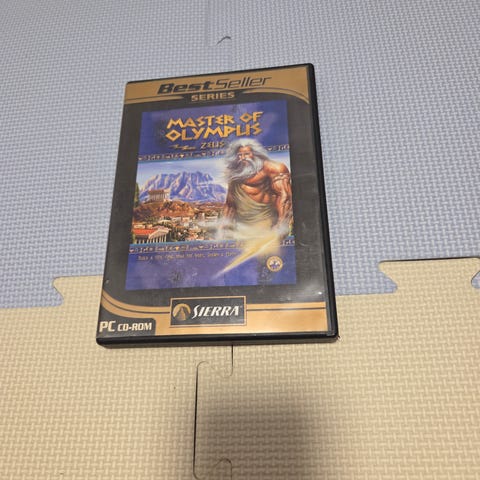 BestSeller
SERIES
MASTER OF
OLYMPUS
ZEUS
SIERRA
PC CD-ROM